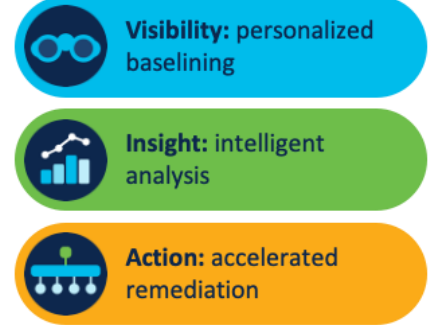 Visibility: personalized
baselining
Insight: intelligent
analysis
Action: accelerated
remediation